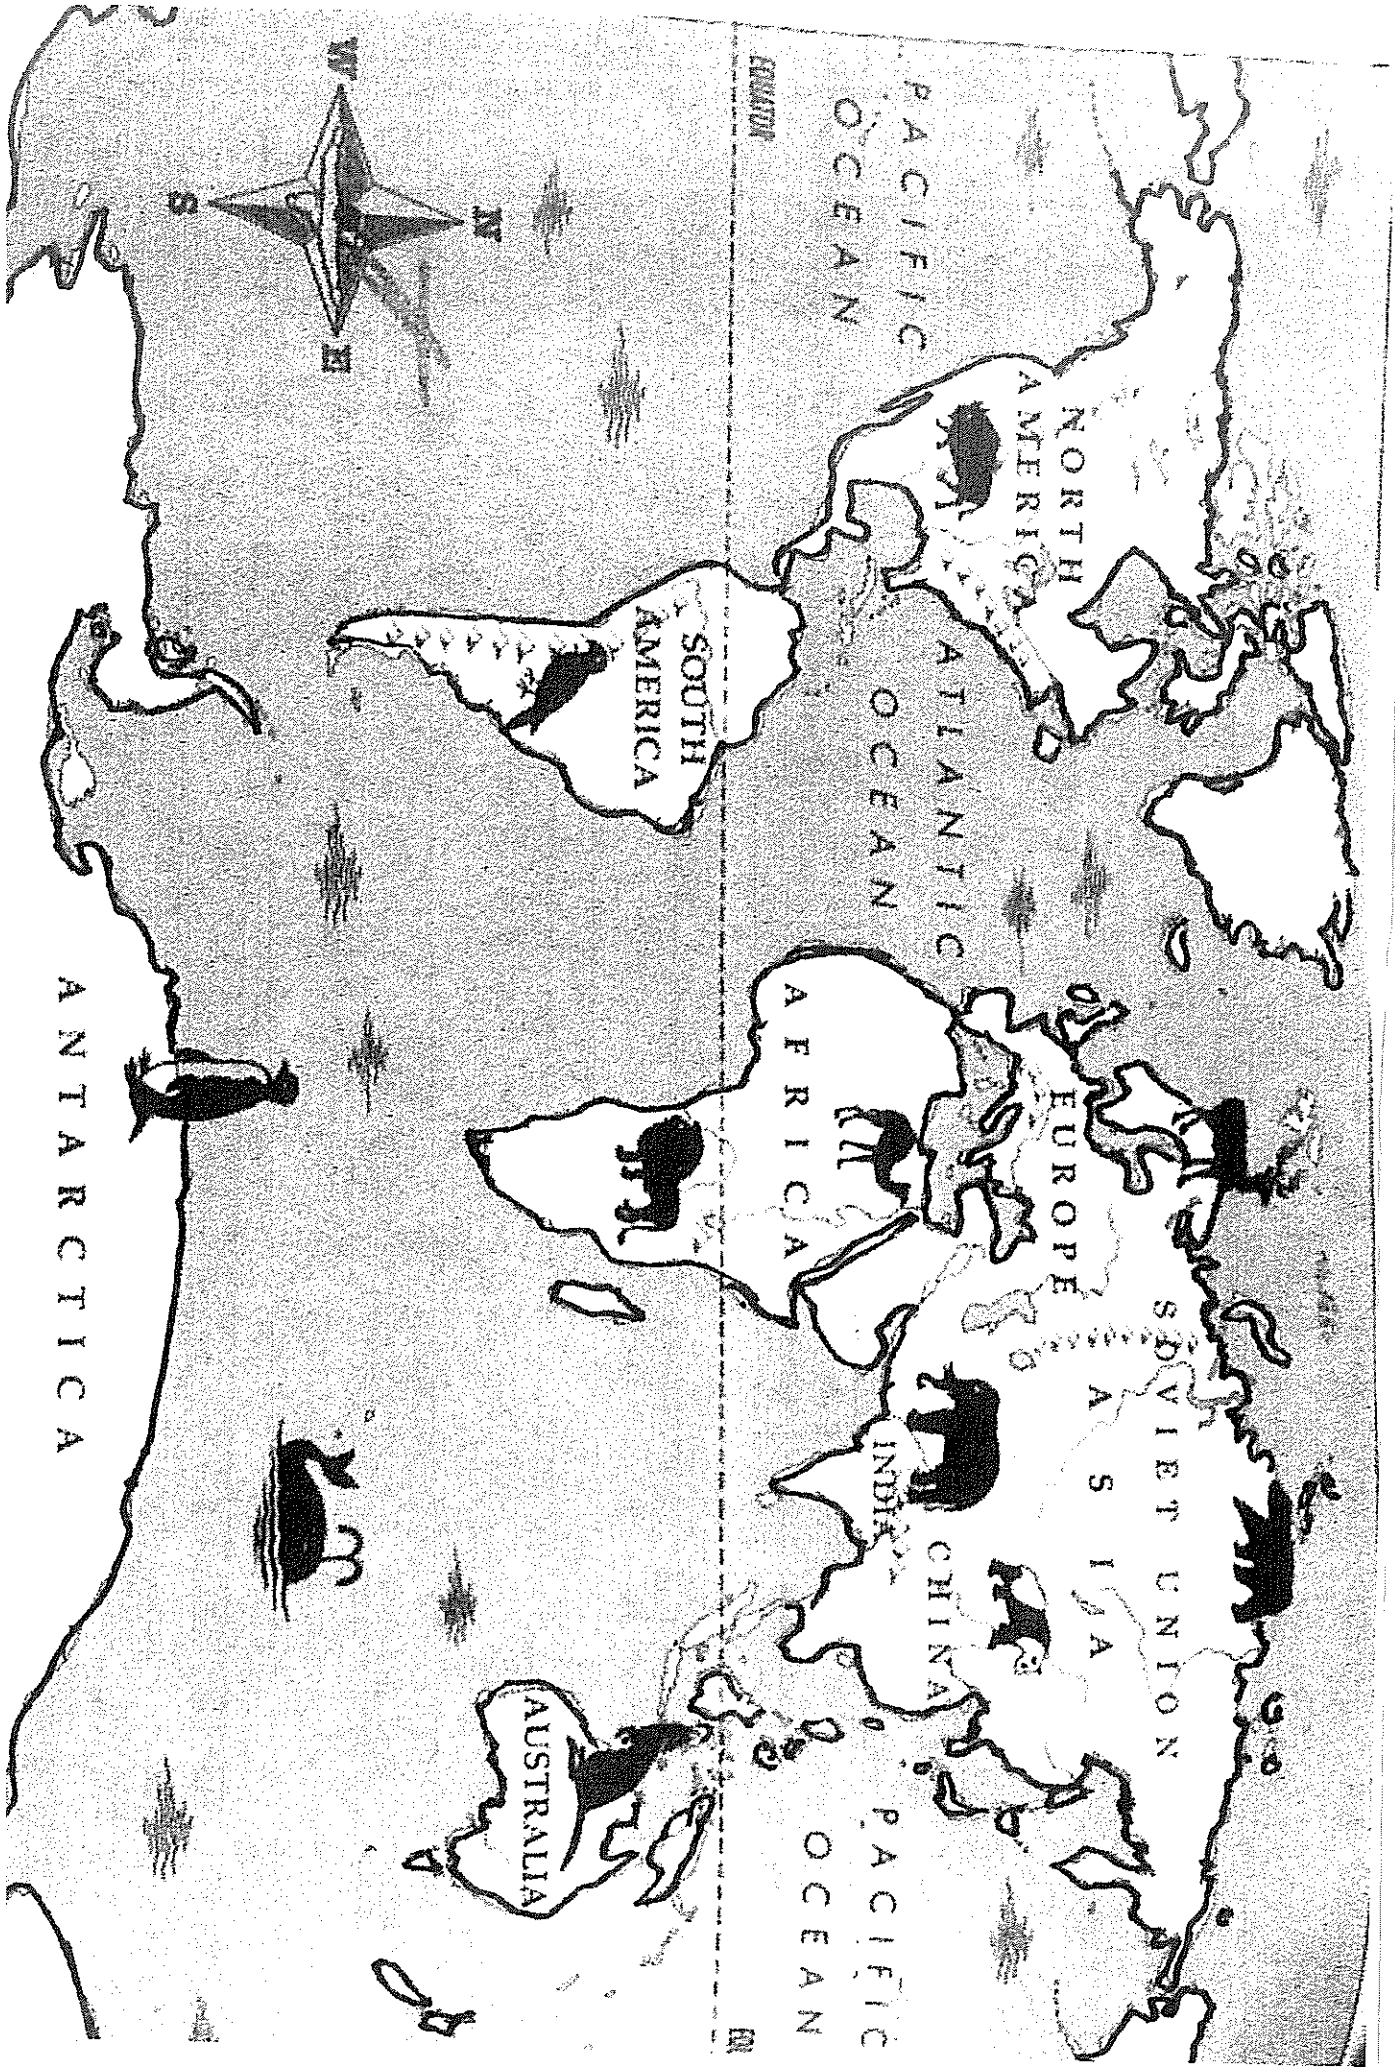 PACIFIC
OCEAN
EQUATOR
W
N
S
E
NORTH
AMERICA
ATLANTIC
OCEAN
SOUTH
AMERICA
EUROPE
AFRICA
SOVIET UNION
ASIA
INDIA
CHINA
PACIFIC
OCEAN
AUSTRALIA
ANTARCTICA